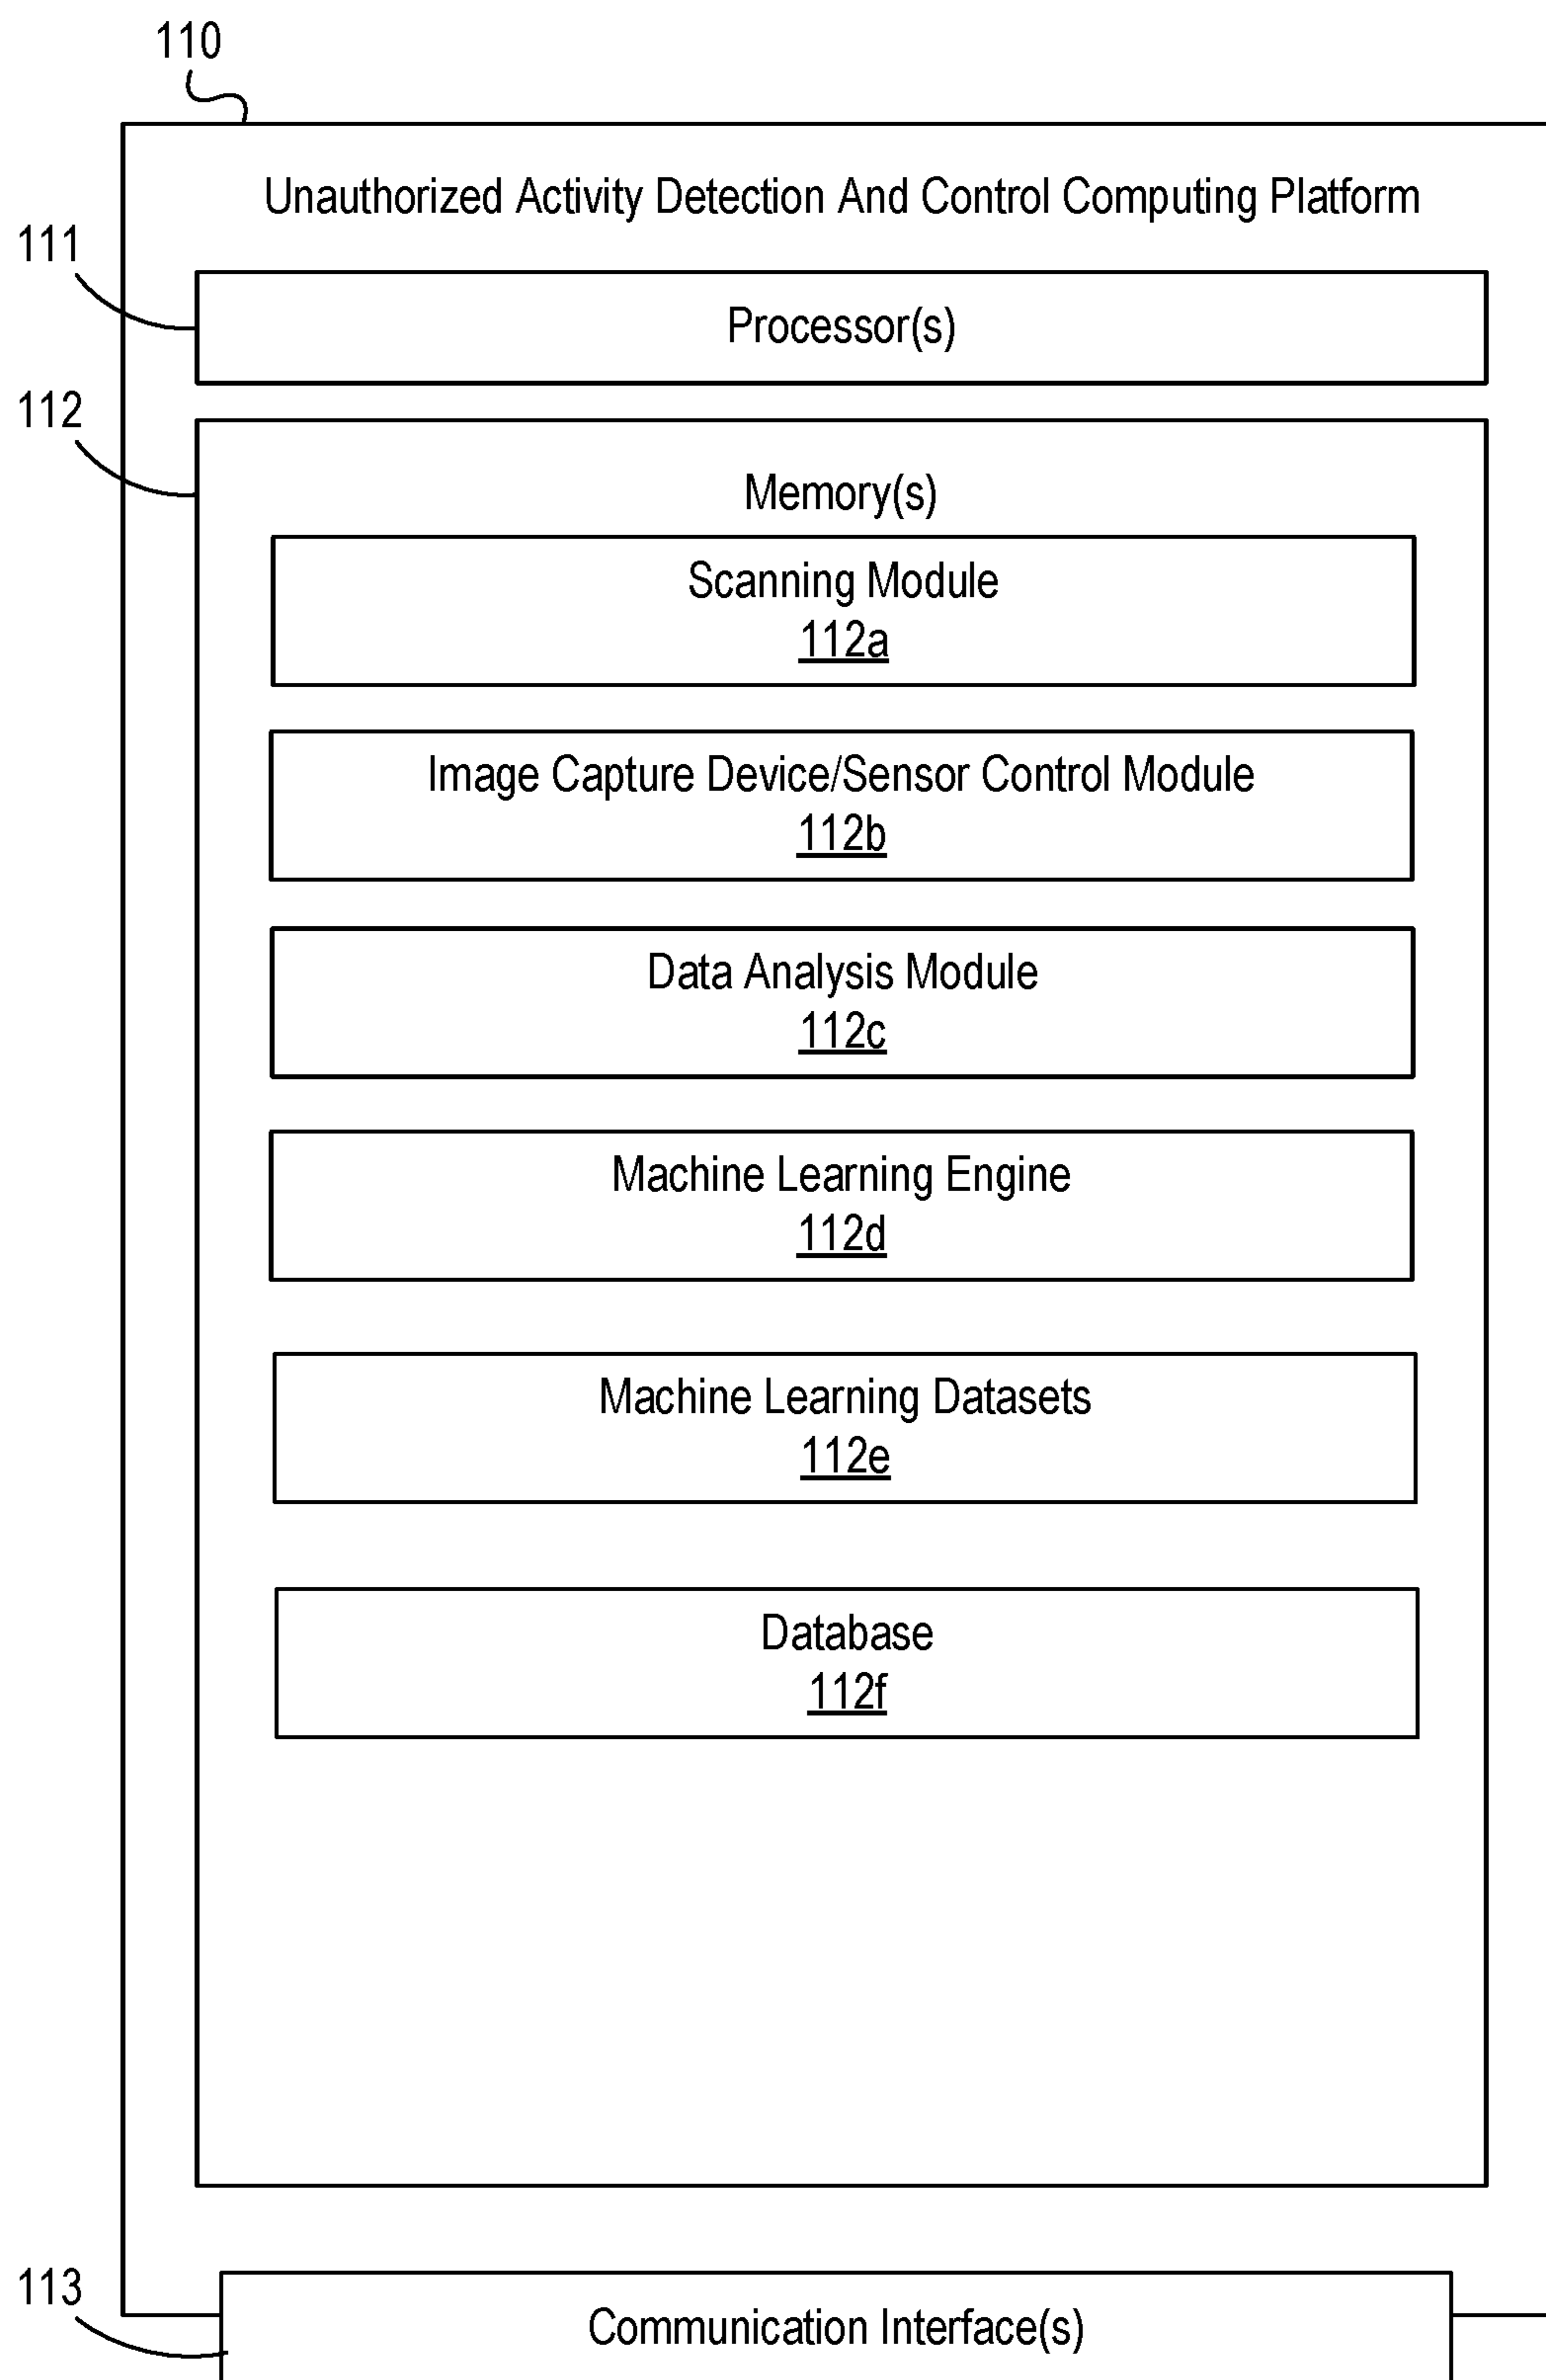 110
Unauthorized Activity Detection And Control Computing Platform
111
Processor(s)
112
Memory(s)
Scanning Module
112a
Image Capture Device/Sensor Control Module
112b
Data Analysis Module
112c
Machine Learning Engine
112d
Machine Learning Datasets
112e
Database
112f
113
Communication Interface(s)